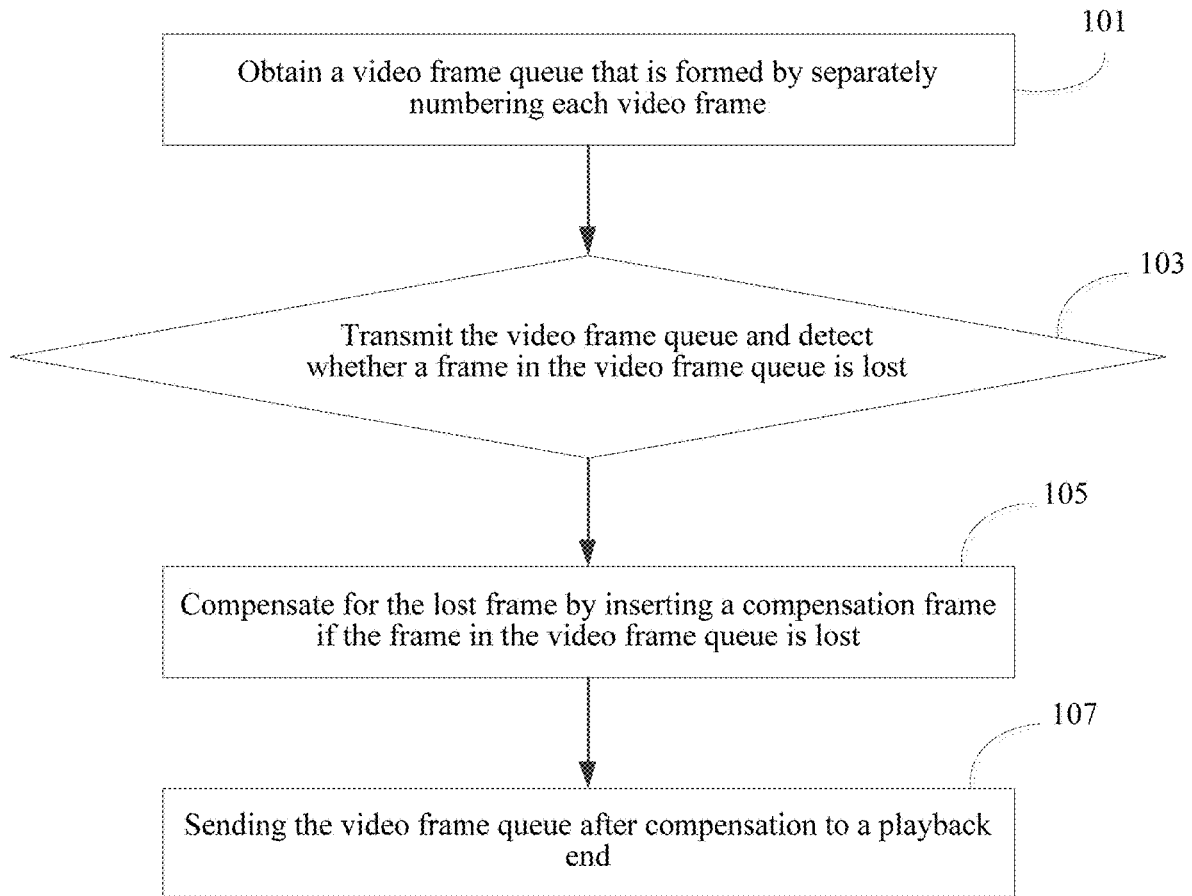 101
Obtain a video frame queue that is formed by separately
numbering each video frame
103
Transmit the video frame queue and detect
whether a frame in the video frame queue is lost
105
Compensate for the lost frame by inserting a compensation frame
if the frame in the video frame queue is lost
107
Sending the video frame queue after compensation to a playback
end